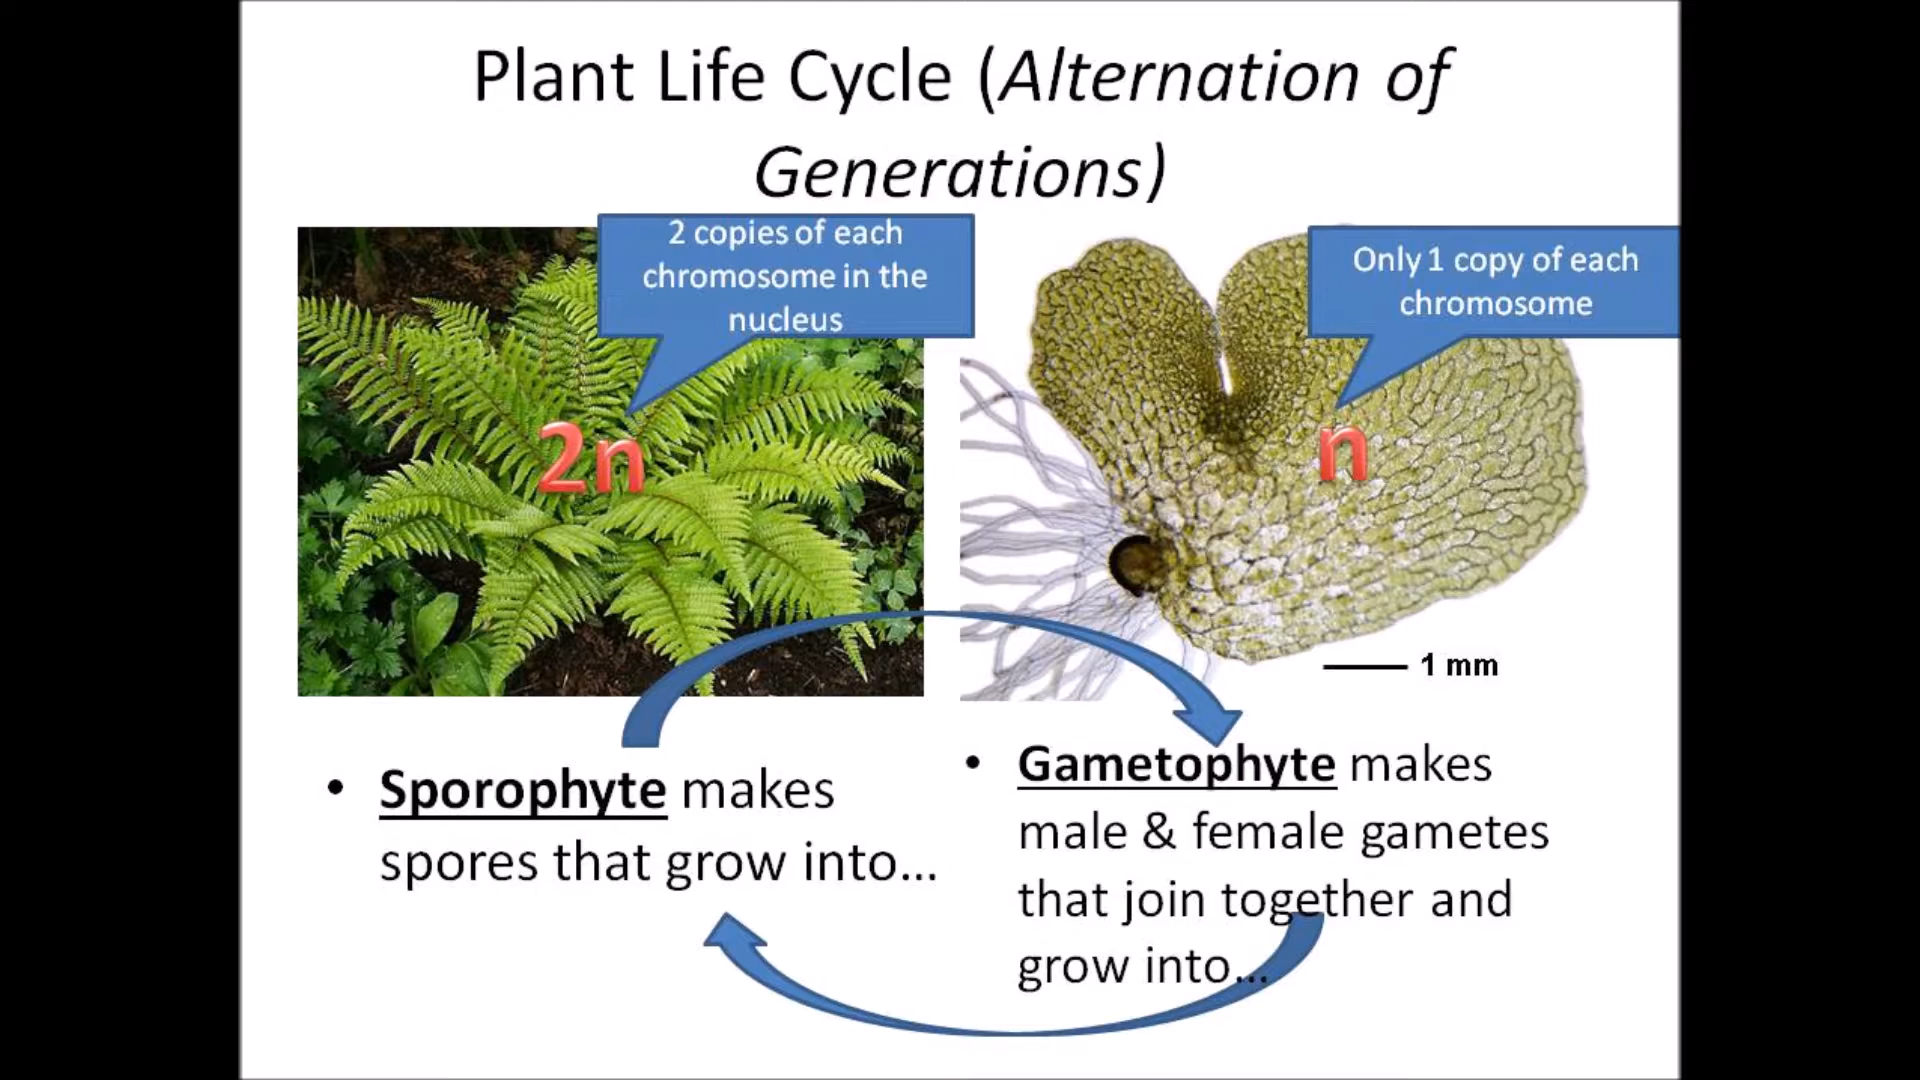 Plant Life Cycle (Alternation of
Generations)
2 copies of each
chromosome in the
nucleus
2n
Only 1 copy of each
chromosome
n
1 mm
• Sporophyte makes
spores that grow into...
• Gametophyte makes
male & female gametes
that join together and
grow into...